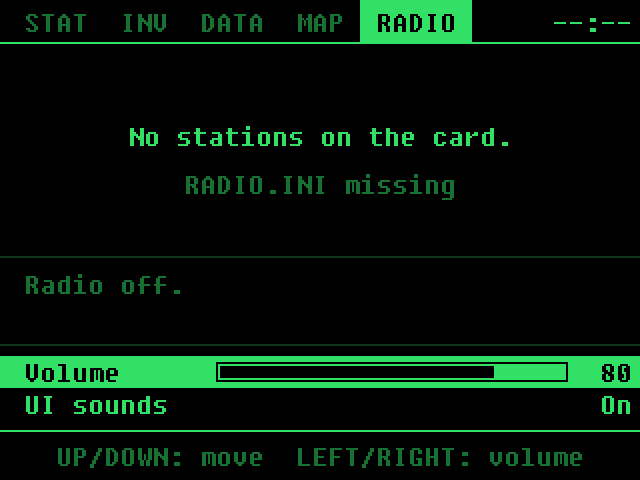 STAT INV DATA MAP RADIO --:--
No stations on the card.
RADIO.INI missing
Radio off.
Volume 80
UI sounds On
UP/DOWN: move LEFT/RIGHT: volume